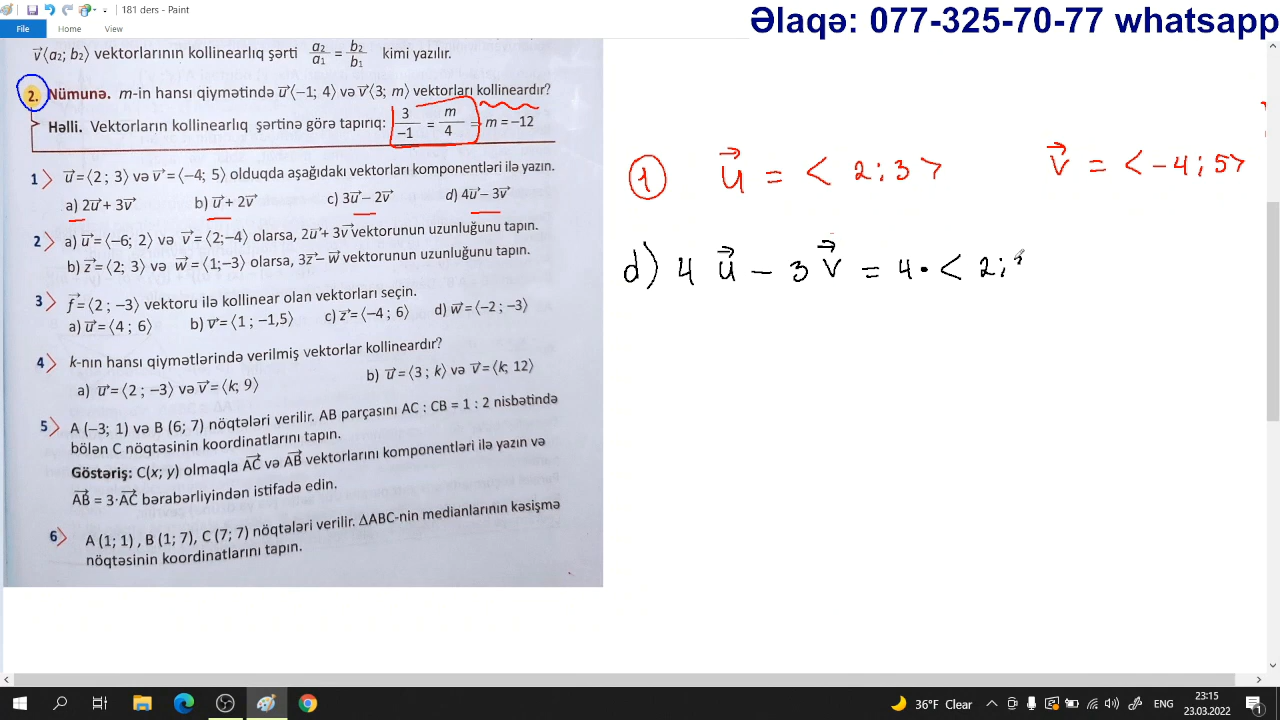 181 ders - Paint
Əlaqə: 077-325-70-77 whatsapp
File Home View
v⟨a₂; b₂⟩ vektorlarının kollinearlıq şərti a₂/a₁ = b₂/b₁ kimi yazılır.
2. Nümunə. m-in hansı qiymətində u⃗⟨−1; 4⟩ və v⃗⟨3; m⟩ vektorları kollineardır?
Həlli. Vektorların kollinearlıq şərtinə görə tapırıq: 3/−1 = m/4 = m = −12
1 u⃗=⟨2; 3⟩ və v⃗=⟨−4; 5⟩ olduqda aşağıdakı vektorları komponentləri ilə yazın.
a) 2u⃗ + 3v⃗ b) u⃗ + 2v⃗ c) 3u⃗ − 2v⃗ d) 4u⃗ − 3v⃗
2 a) u⃗=⟨−6; 2⟩ və v⃗=⟨2;−4⟩ olarsa, 2u⃗ + 3v⃗ vektorunun uzunluğunu tapın.
b) z⃗=⟨2; 3⟩ və w⃗=⟨1;−3⟩ olarsa, 3z⃗ − w⃗ vektorunun uzunluğunu tapın.
3 f⃗=⟨2 ; −3⟩ vektoru ilə kollinear olan vektorları seçin.
a) u⃗=⟨4 ; 6⟩ b) v⃗=⟨1 ; −1,5⟩ c) z⃗=⟨−4 ; 6⟩ d) w⃗=⟨−2 ; −3⟩
4 k-nın hansı qiymətlərində verilmiş vektorlar kollineardır?
a) u⃗=⟨2 ; −3⟩ və v⃗=⟨k; 9⟩ b) u⃗=⟨3 ; k⟩ və v⃗=⟨k; 12⟩
5 A (−3; 1) və B (6; 7) nöqtələri verilir. AB parçasını AC : CB = 1 : 2 nisbətində
bölən C nöqtəsinin koordinatlarını tapın.
Göstəriş: C(x; y) olmaqla AC⃗ və AB⃗ vektorlarını komponentləri ilə yazın və
AB⃗ = 3·AC⃗ bərabərliyindən istifadə edin.
6 A (1; 1) , B (1; 7), C (7; 7) nöqtələri verilir. ΔABC-nin medianlarının kəsişmə
nöqtəsinin koordinatlarını tapın.
1 u⃗ = < 2 ; 3 > v⃗ = < −4 ; 5 >
d) 4 u⃗ − 3 v⃗ = 4 · < 2 ;
36°F Clear ENG 23:15
23.03.2022
1